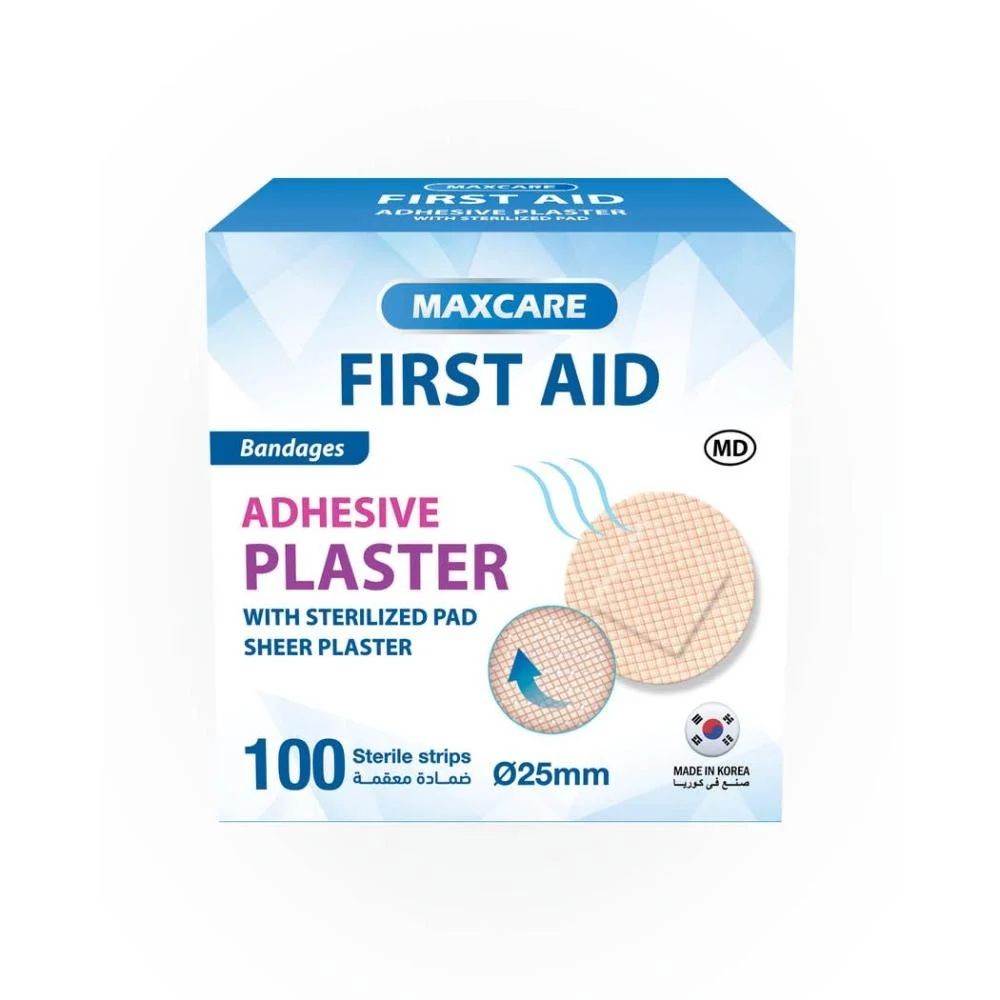 MAXCARE
FIRST AID
ADHESIVE PLASTER
WITH STERILIZED PAD
MAXCARE
FIRST AID
Bandages
MD
ADHESIVE
PLASTER
WITH STERILIZED PAD
SHEER PLASTER
100 Sterile strips
ضمادة معقمة
Ø25mm
MADE IN KOREA
صنع في كوريا